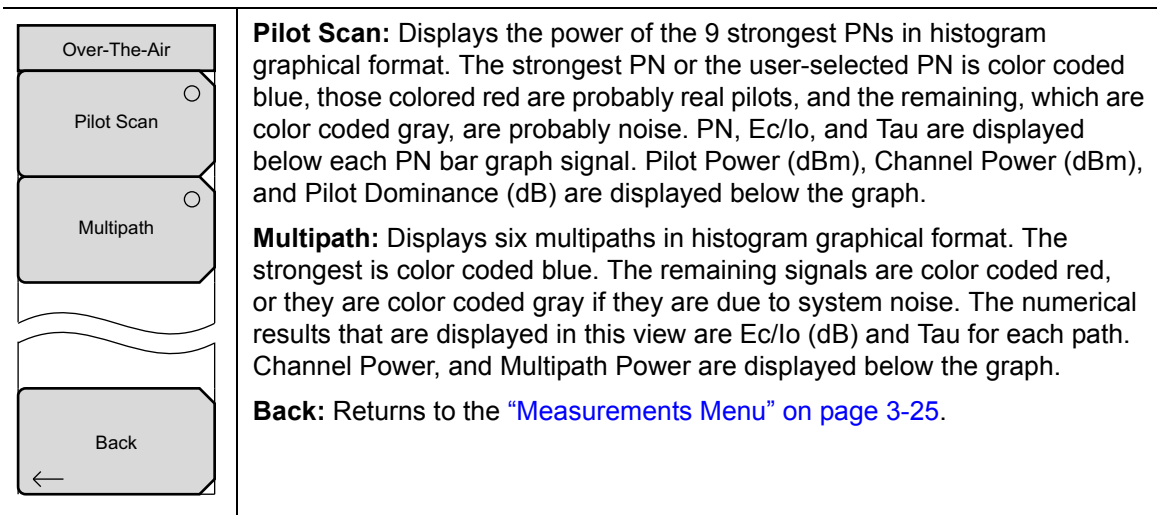 Over-The-Air
Pilot Scan
Multipath
Back
Pilot Scan: Displays the power of the 9 strongest PNs in histogram
graphical format. The strongest PN or the user-selected PN is color coded
blue, those colored red are probably real pilots, and the remaining, which are
color coded gray, are probably noise. PN, Ec/Io, and Tau are displayed
below each PN bar graph signal. Pilot Power (dBm), Channel Power (dBm),
and Pilot Dominance (dB) are displayed below the graph.
Multipath: Displays six multipaths in histogram graphical format. The
strongest is color coded blue. The remaining signals are color coded red,
or they are color coded gray if they are due to system noise. The numerical
results that are displayed in this view are Ec/Io (dB) and Tau for each path.
Channel Power, and Multipath Power are displayed below the graph.
Back: Returns to the “Measurements Menu” on page 3-25.